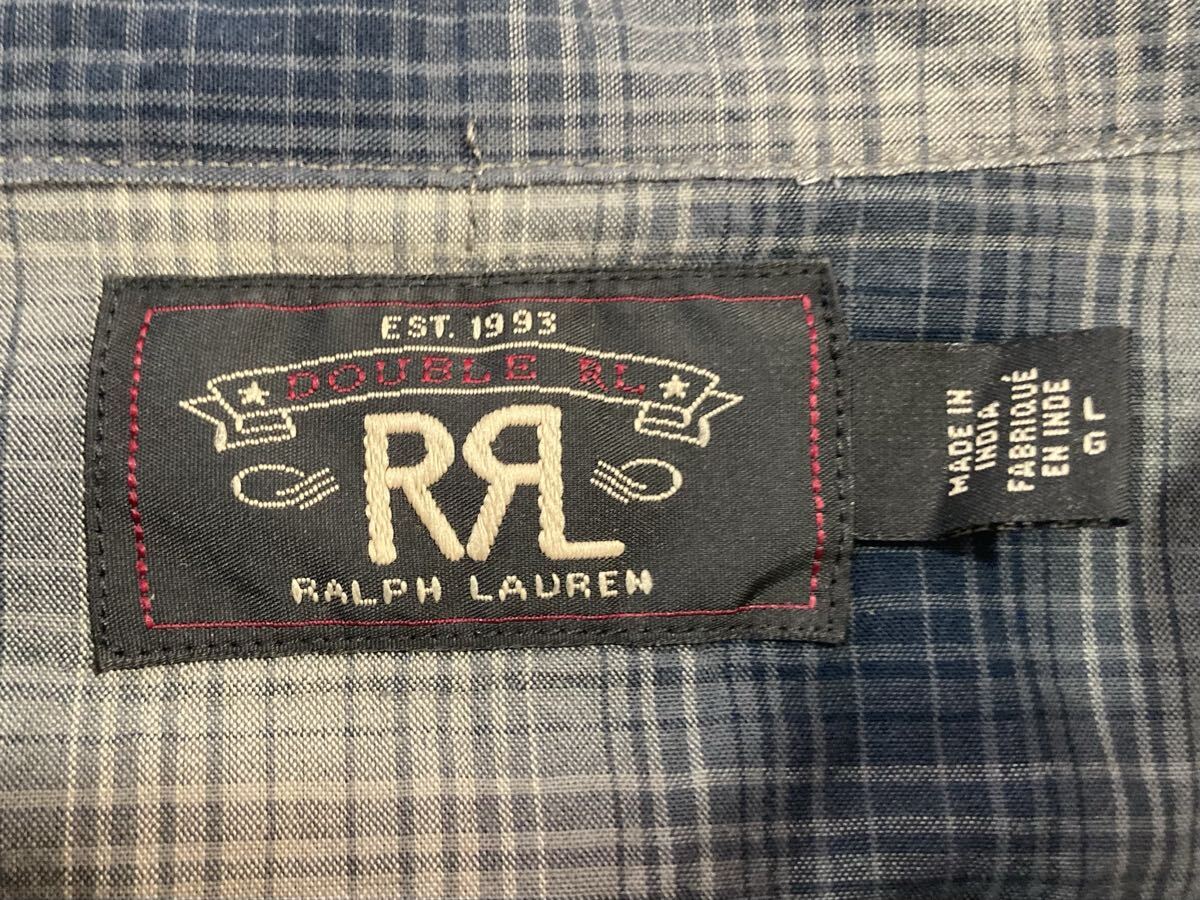 EST. 1993
DOUBLE RL
RRL
RALPH LAUREN
MADE IN
INDIA
FABRIQUÉ
EN INDE
L
G